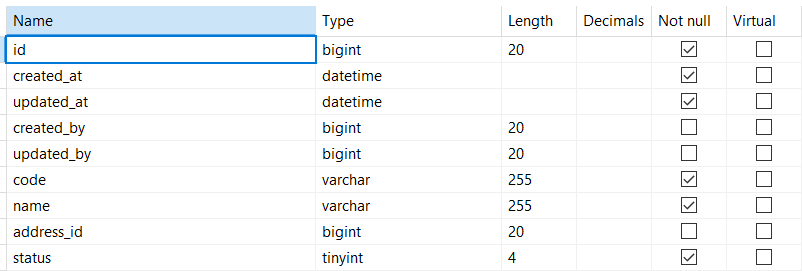 Name Type Length Decimals Not null Virtual
id bigint 20
created_at datetime
updated_at datetime
created_by bigint 20
updated_by bigint 20
code varchar 255
name varchar 255
address_id bigint 20
status tinyint 4